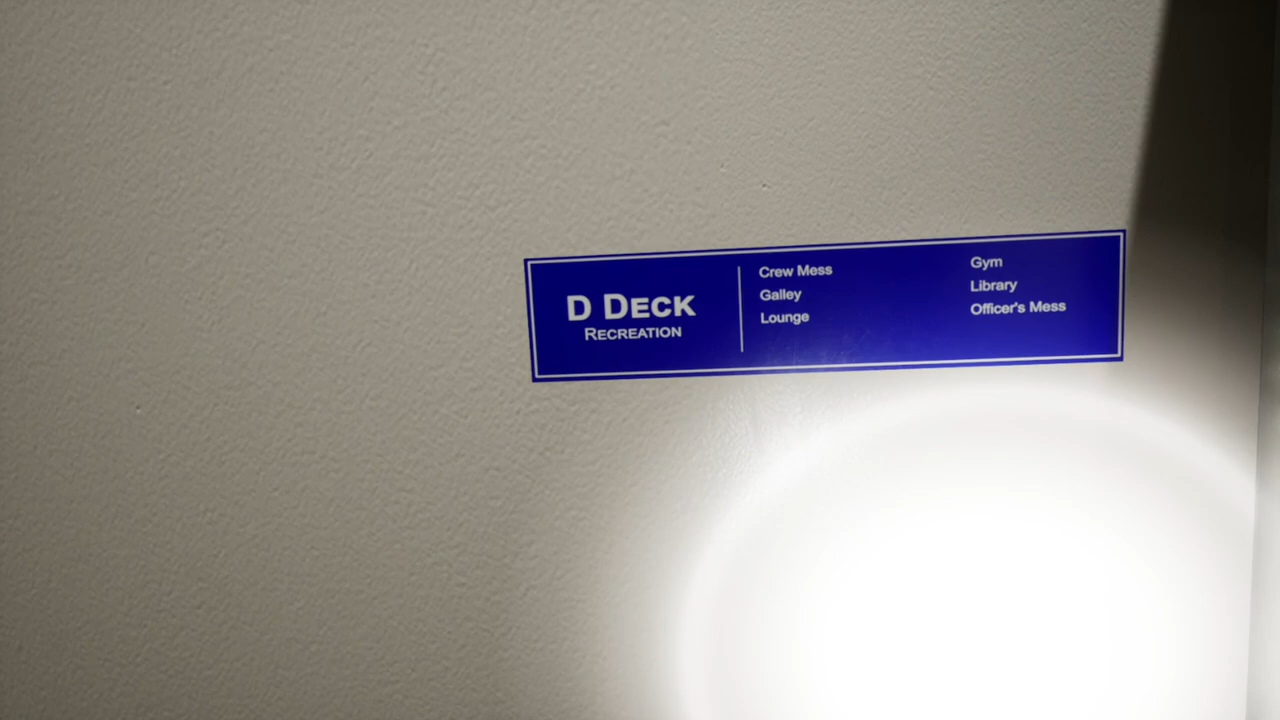 D DECK
RECREATION
Crew Mess
Galley
Lounge
Gym
Library
Officer's Mess